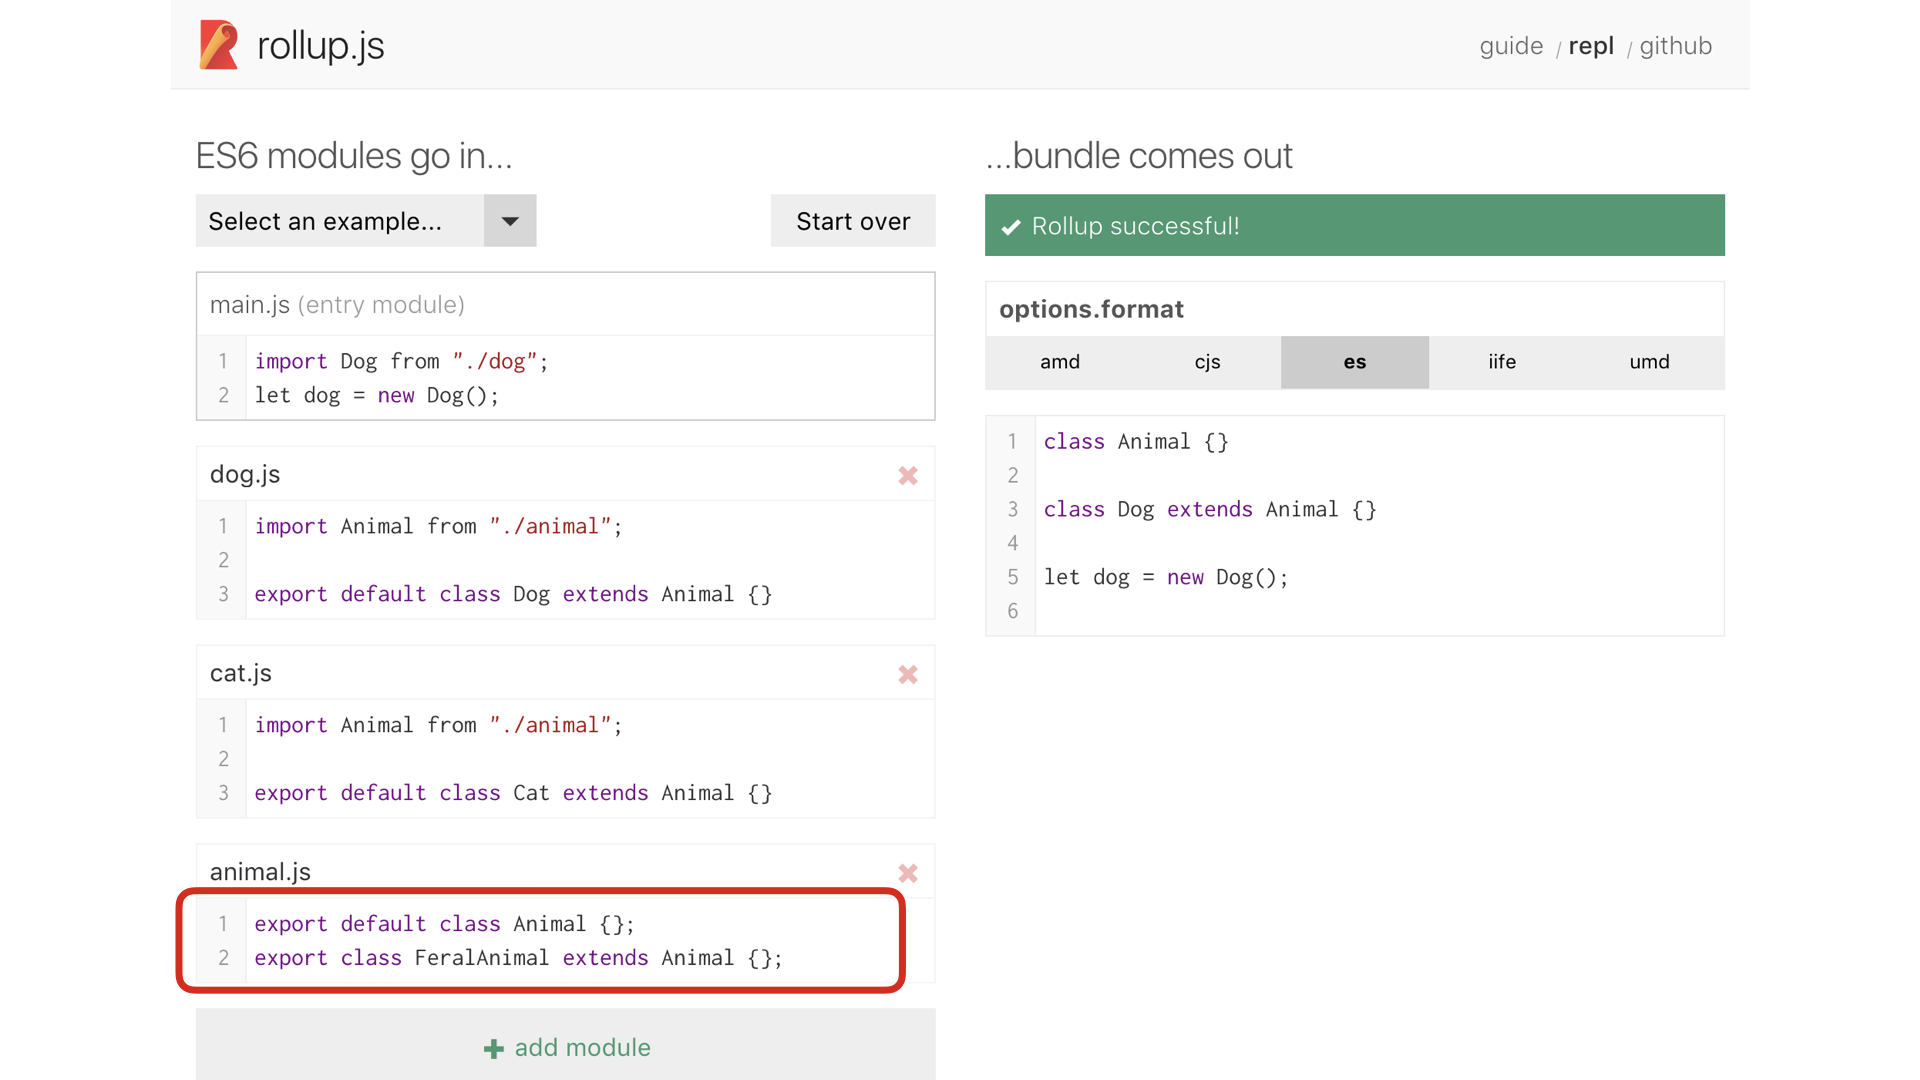 rollup.js
guide / repl / github
ES6 modules go in...
Select an example...
Start over
main.js (entry module)
1 import Dog from "./dog";
2 let dog = new Dog();
dog.js
1 import Animal from "./animal";
2
3 export default class Dog extends Animal {}
cat.js
1 import Animal from "./animal";
2
3 export default class Cat extends Animal {}
animal.js
1 export default class Animal {};
2 export class FeralAnimal extends Animal {};
add module
...bundle comes out
Rollup successful!
options.format
amd cjs es iife umd
1 class Animal {}
2
3 class Dog extends Animal {}
4
5 let dog = new Dog();
6